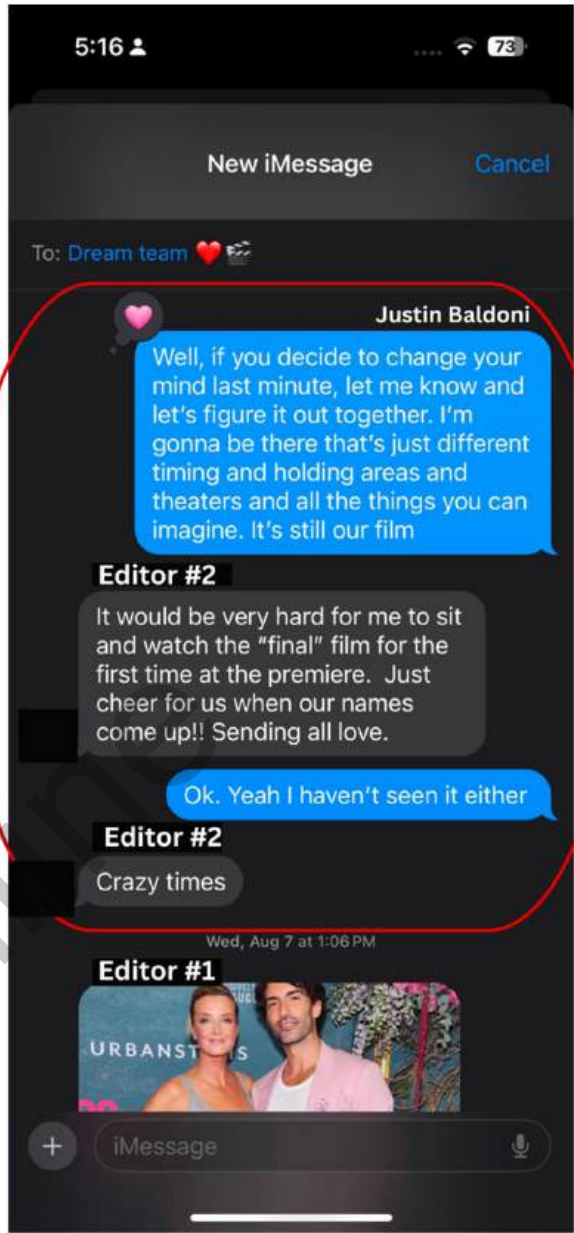 5:16
73
New iMessage
Cancel
To: Dream team ❤️🎬
Justin Baldoni
Well, if you decide to change your
mind last minute, let me know and
let's figure it out together. I'm
gonna be there that's just different
timing and holding areas and
theaters and all the things you can
imagine. It's still our film
Editor #2
It would be very hard for me to sit
and watch the “final” film for the
first time at the premiere. Just
cheer for us when our names
come up!! Sending all love.
Ok. Yeah I haven't seen it either
Editor #2
Crazy times
Wed, Aug 7 at 1:06 PM
Editor #1
iMessage